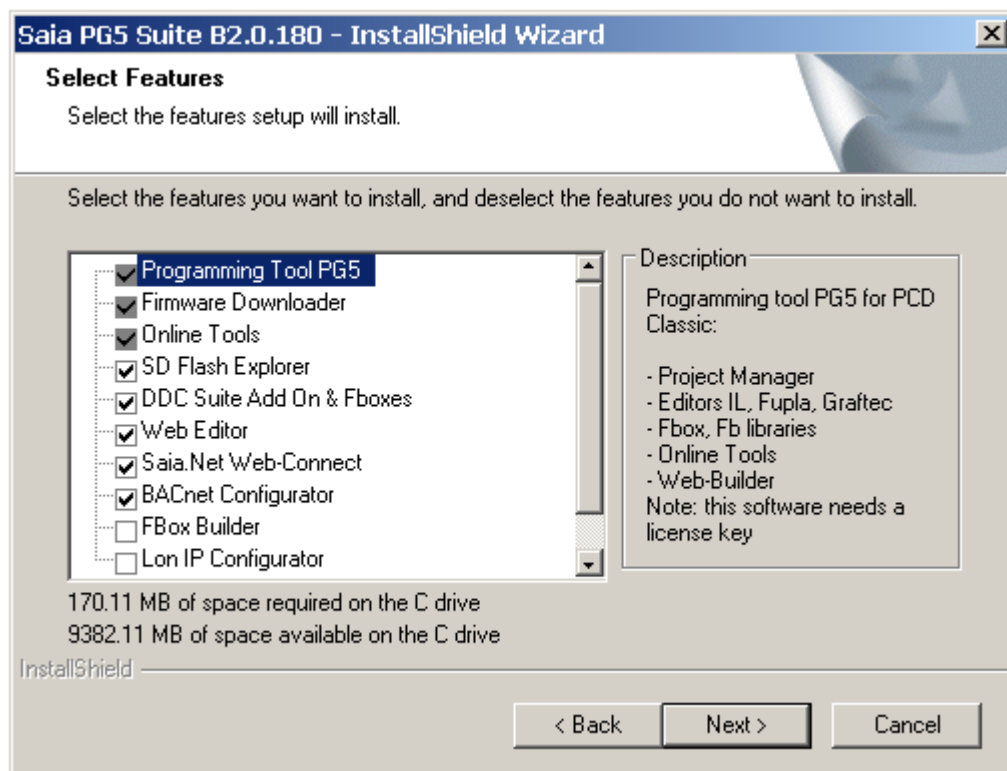 Saia PG5 Suite B2.0.180 - InstallShield Wizard
Select Features
Select the features setup will install.
Select the features you want to install, and deselect the features you do not want to install.
Programming Tool PG5
Firmware Downloader
Online Tools
SD Flash Explorer
DDC Suite Add On & Fboxes
Web Editor
Saia.Net Web-Connect
BACnet Configurator
FBox Builder
Lon IP Configurator
Description
Programming tool PG5 for PCD
Classic:
- Project Manager
- Editors IL, Fupla, Graftec
- Fbox, Fb libraries
- Online Tools
- Web-Builder
Note: this software needs a
license key
170.11 MB of space required on the C drive
9382.11 MB of space available on the C drive
InstallShield
< Back
Next >
Cancel